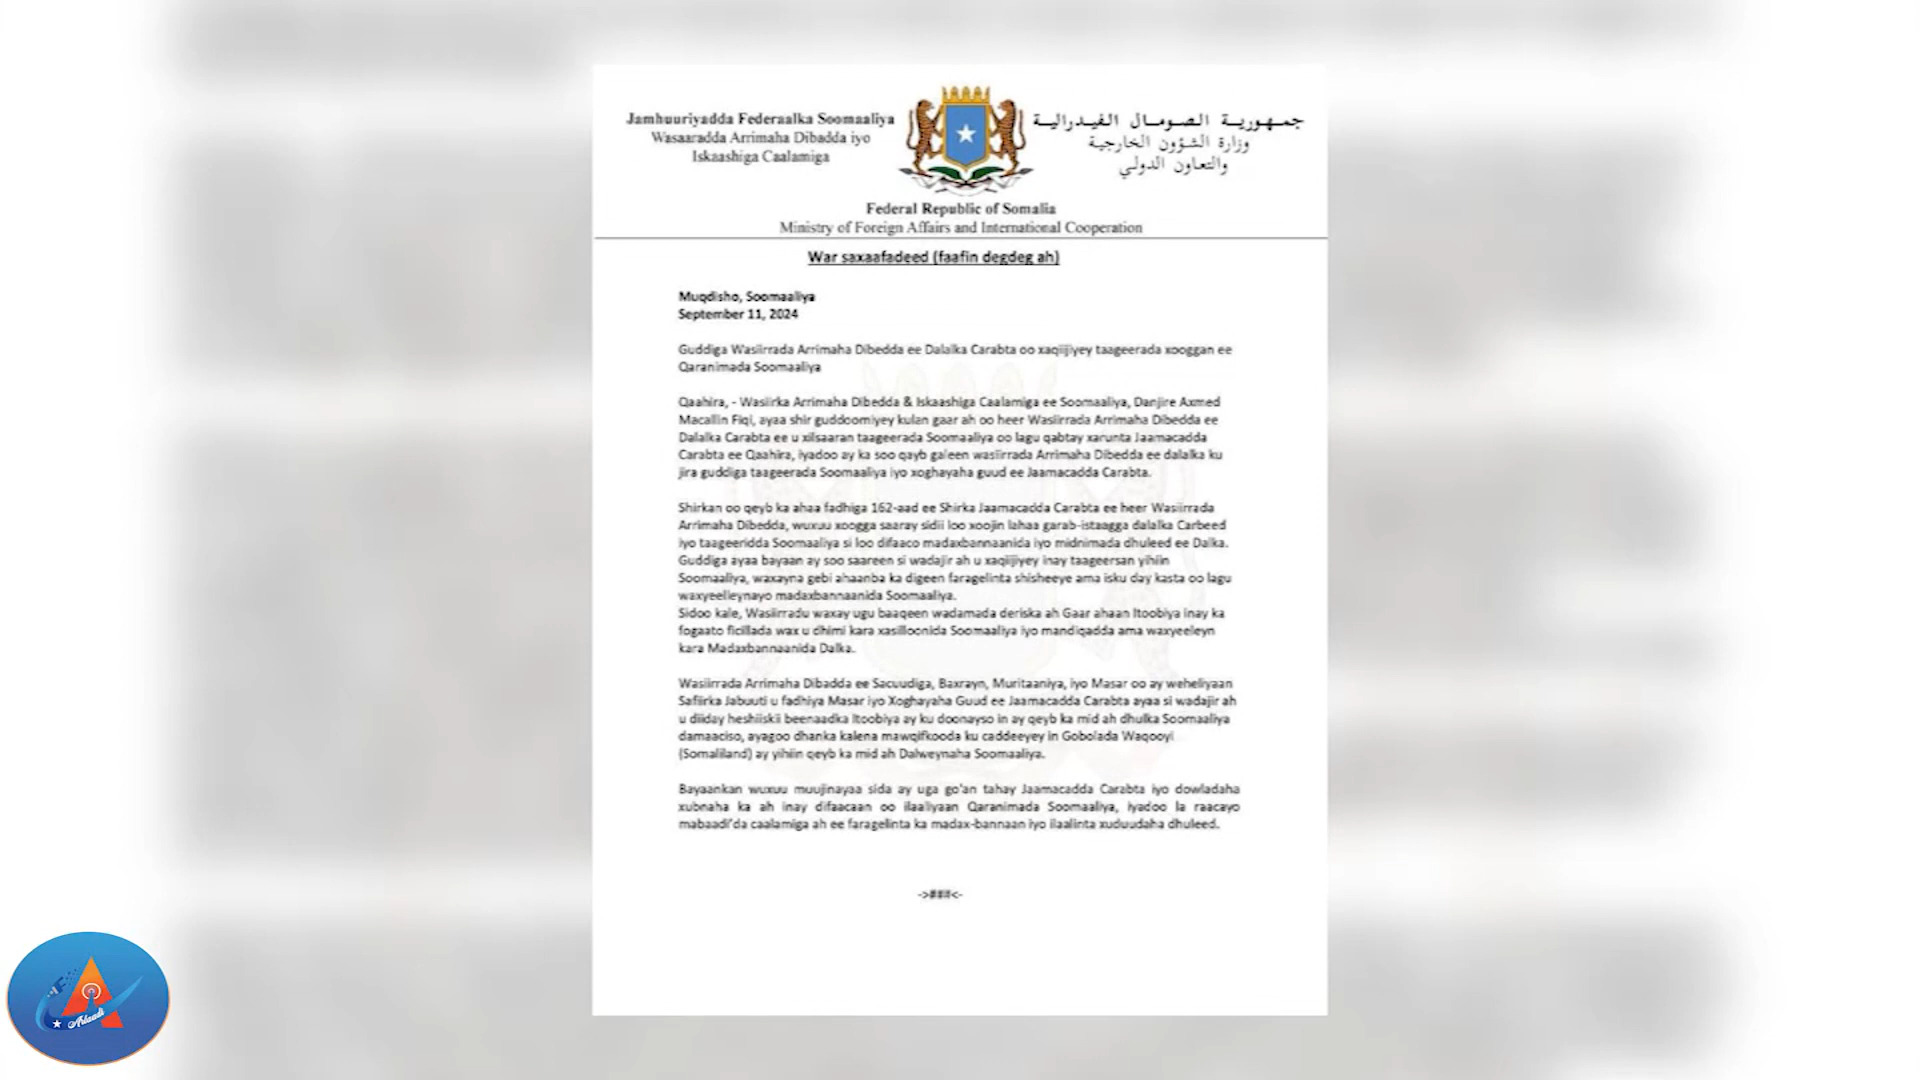 Jamhuuriyadda Federaalka Soomaaliya
Wasaaradda Arrimaha Dibadda iyo
Iskaashiga Caalamiga
جمهورية الصومال الفيدرالية
وزارة الشؤون الخارجية
والتعاون الدولي
Federal Republic of Somalia
Ministry of Foreign Affairs and International Cooperation
War saxaafadeed (faafin degdeg ah)
Muqdisho, Soomaaliya
September 11, 2024
Guddiga Wasiirrada Arrimaha Dibedda ee Dalalka Carabta oo xaqiijiyey taageerada xooggan ee
Qaranimada Soomaaliya
Qaahira, - Wasiirka Arrimaha Dibedda & Iskaashiga Caalamiga ee Soomaaliya, Danjire Axmed
Macallin Fiqi, ayaa shir guddoomiyey kulan gaar ah oo heer Wasiirrada Arrimaha Dibedda ee
Dalalka Carabta ee u xilsaaran taageerada Soomaaliya oo lagu qabtay xarunta Jaamacadda
Carabta ee Qaahira, iyadoo ay ka soo qayb galeen wasiirrada Arrimaha Dibedda ee dalalka ku
jira guddiga taageerada Soomaaliya iyo xoghayaha guud ee Jaamacadda Carabta.
Shirkan oo qeyb ka ahaa fadhiga 162-aad ee Shirka Jaamacadda Carabta ee heer Wasiirrada
Arrimaha Dibedda, wuxuu xoogga saaray sidii loo xoojin lahaa garab-istaagga dalalka Carbeed
iyo taageeridda Soomaaliya si loo difaaco madaxbannaanida iyo midnimada dhuleed ee Dalka.
Guddiga ayaa bayaan ay soo saareen si wadajir ah u xaqiijiyey inay taageersan yihiin
Soomaaliya, waxayna gebi ahaanba ka digeen faragelinta shisheeye ama isku day kasta oo lagu
waxyeelleynayo madaxbannaanida Soomaaliya.
Sidoo kale, Wasiirradu waxay ugu baaqeen wadamada deriska ah Gaar ahaan Itoobiya inay ka
fogaato ficillada wax u dhimi kara xasilloonida Soomaaliya iyo mandiqadda ama waxyeeleyn
kara Madaxbannaanida Dalka.
Wasiirrada Arrimaha Dibadda ee Sacuudiga, Baxrayn, Muritaaniya, iyo Masar oo ay weheliyaan
Safiirka Jabuuti u fadhiya Masar iyo Xoghayaha Guud ee Jaamacadda Carabta ayaa si wadajir ah
u diiday heshiiskii beenaadka Itoobiya ay ku doonayso in ay qeyb ka mid ah dhulka Soomaaliya
damaaciso, ayagoo dhanka kalena mawqifkooda ku caddeeyey in Gobolada Waqooyi
(Somaliland) ay yihiin qeyb ka mid ah Dalweynaha Soomaaliya.
Bayaankan wuxuu muujinayaa sida ay uga go'an tahay Jaamacadda Carabta iyo dowladaha
xubnaha ka ah inay difaacaan oo ilaaliyaan Qaranimada Soomaaliya, iyadoo la raacayo
mabaadi'da caalamiga ah ee faragelinta ka madax-bannaan iyo ilaalinta xuduudaha dhuleed.
->###<-
Arlaadi